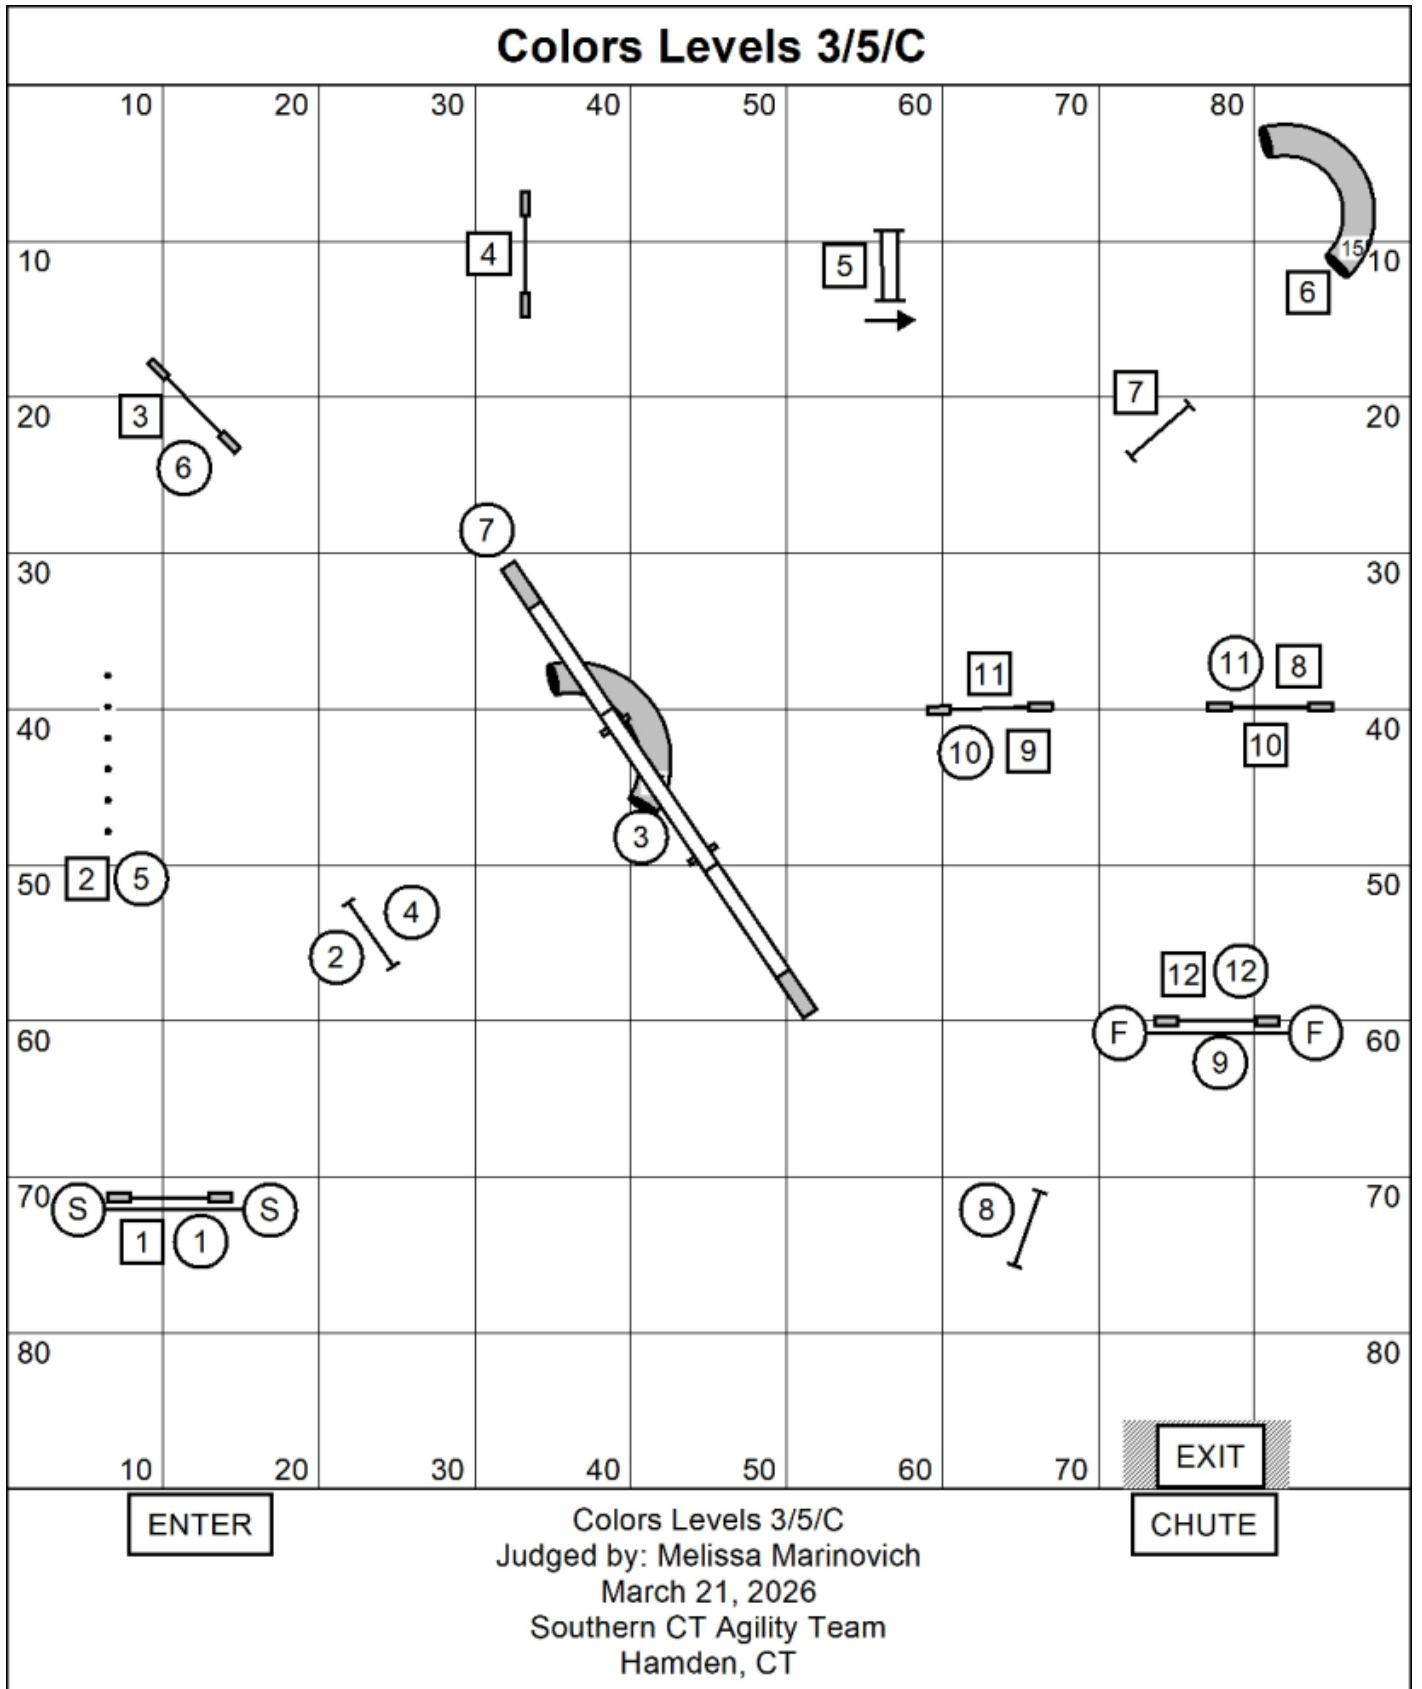 Colors Levels 3/5/C
10 20 30 40 50 60 70 80
4
5
15'
10 10
6
7
3
20 20
6
7
30 30
11 8
11
40 40
10 9 10
3
2 5
50 50
4
2
12 12
F F
60 60
9
70 70
S S
8
1 1
80 80
EXIT
10 20 30 40 50 60 70
ENTER
CHUTE
Colors Levels 3/5/C
Judged by: Melissa Marinovich
March 21, 2026
Southern CT Agility Team
Hamden, CT